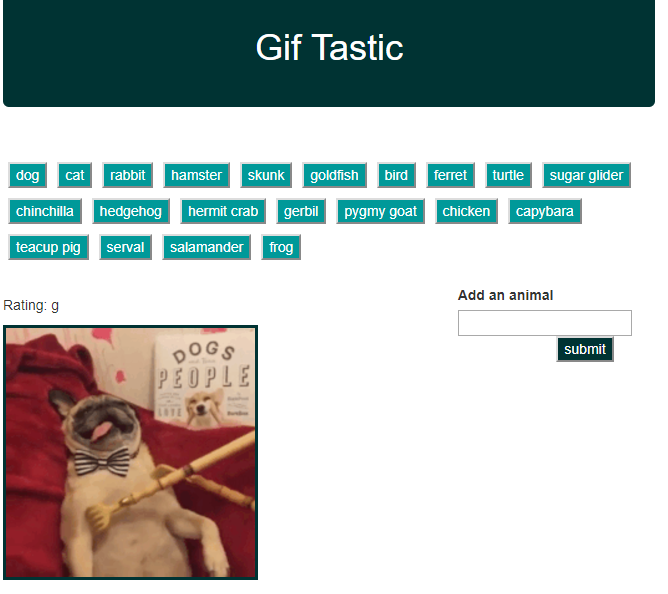 Gif Tastic
dog cat rabbit hamster skunk goldfish bird ferret turtle sugar glider
chinchilla hedgehog hermit crab gerbil pygmy goat chicken capybara
teacup pig serval salamander frog
Rating: g
Add an animal
submit
DOGS
PEOPLE